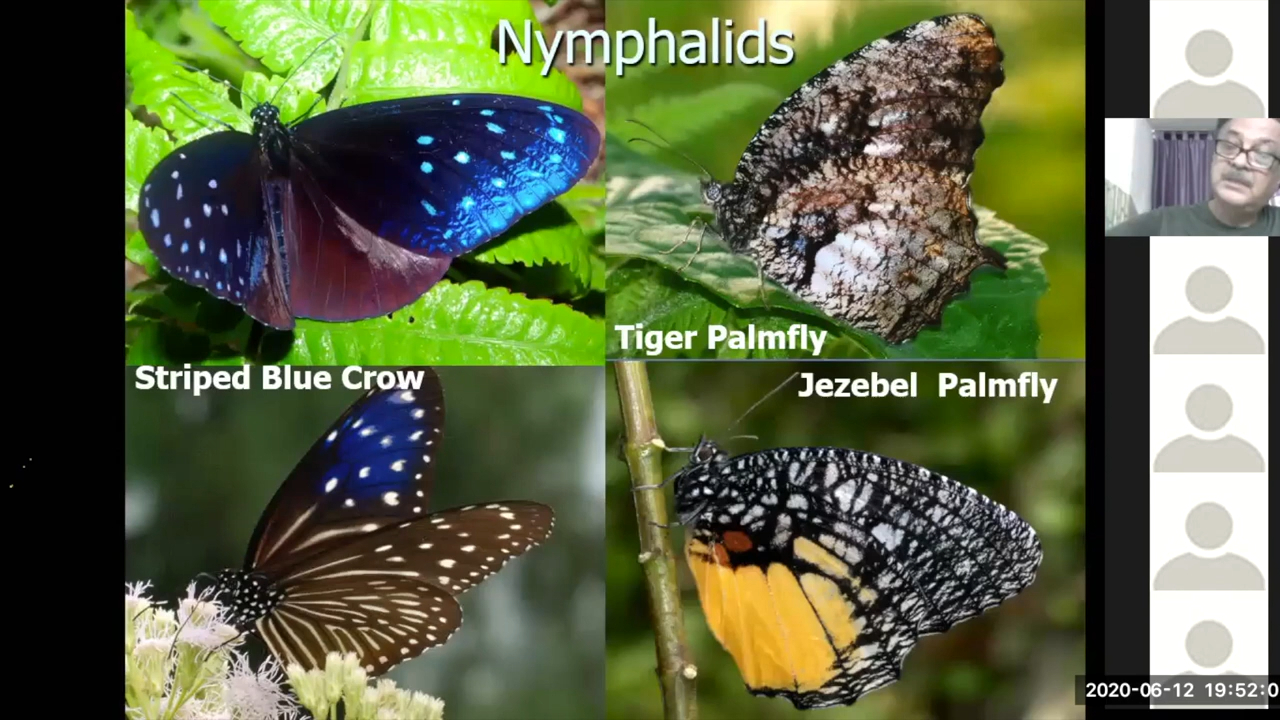 Nymphalids
Tiger Palmfly
Striped Blue Crow
Jezebel Palmfly
2020-06-12 19:52:0